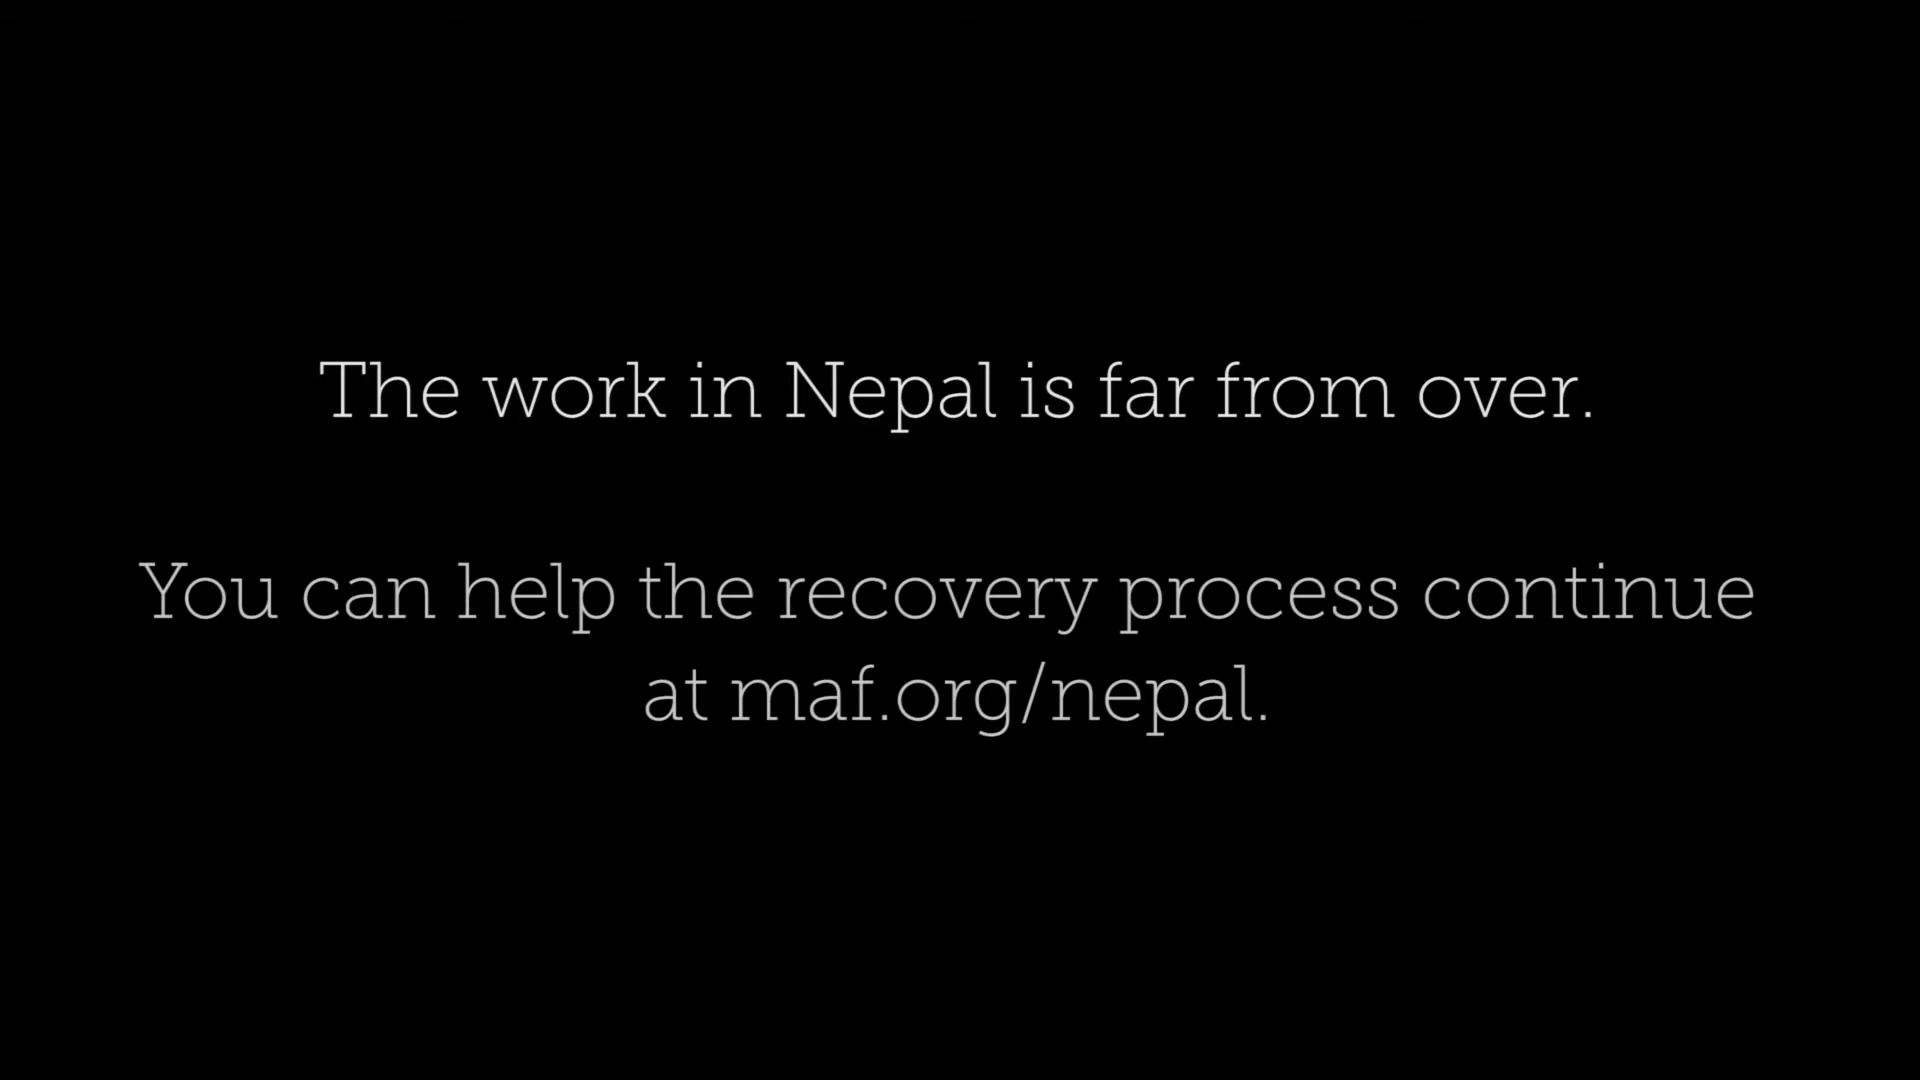 The work in Nepal is far from over.
You can help the recovery process continue
at maf.org/nepal.